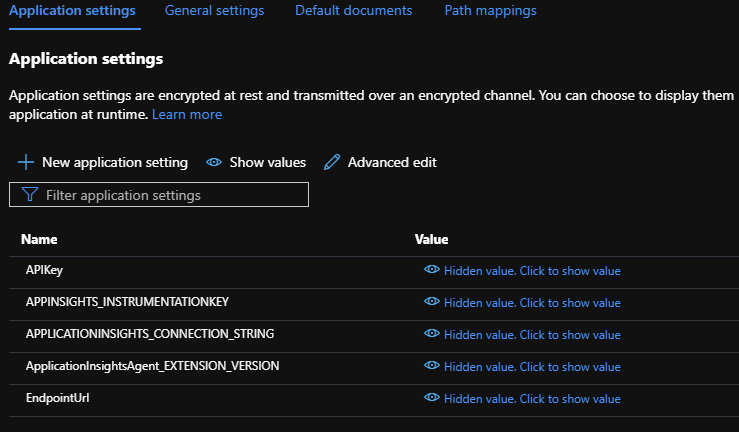 Application settings General settings Default documents Path mappings
Application settings
Application settings are encrypted at rest and transmitted over an encrypted channel. You can choose to display them
application at runtime. Learn more
New application setting Show values Advanced edit
Filter application settings
Name Value
APIKey Hidden value. Click to show value
APPINSIGHTS_INSTRUMENTATIONKEY Hidden value. Click to show value
APPLICATIONINSIGHTS_CONNECTION_STRING Hidden value. Click to show value
ApplicationInsightsAgent_EXTENSION_VERSION Hidden value. Click to show value
EndpointUrl Hidden value. Click to show value